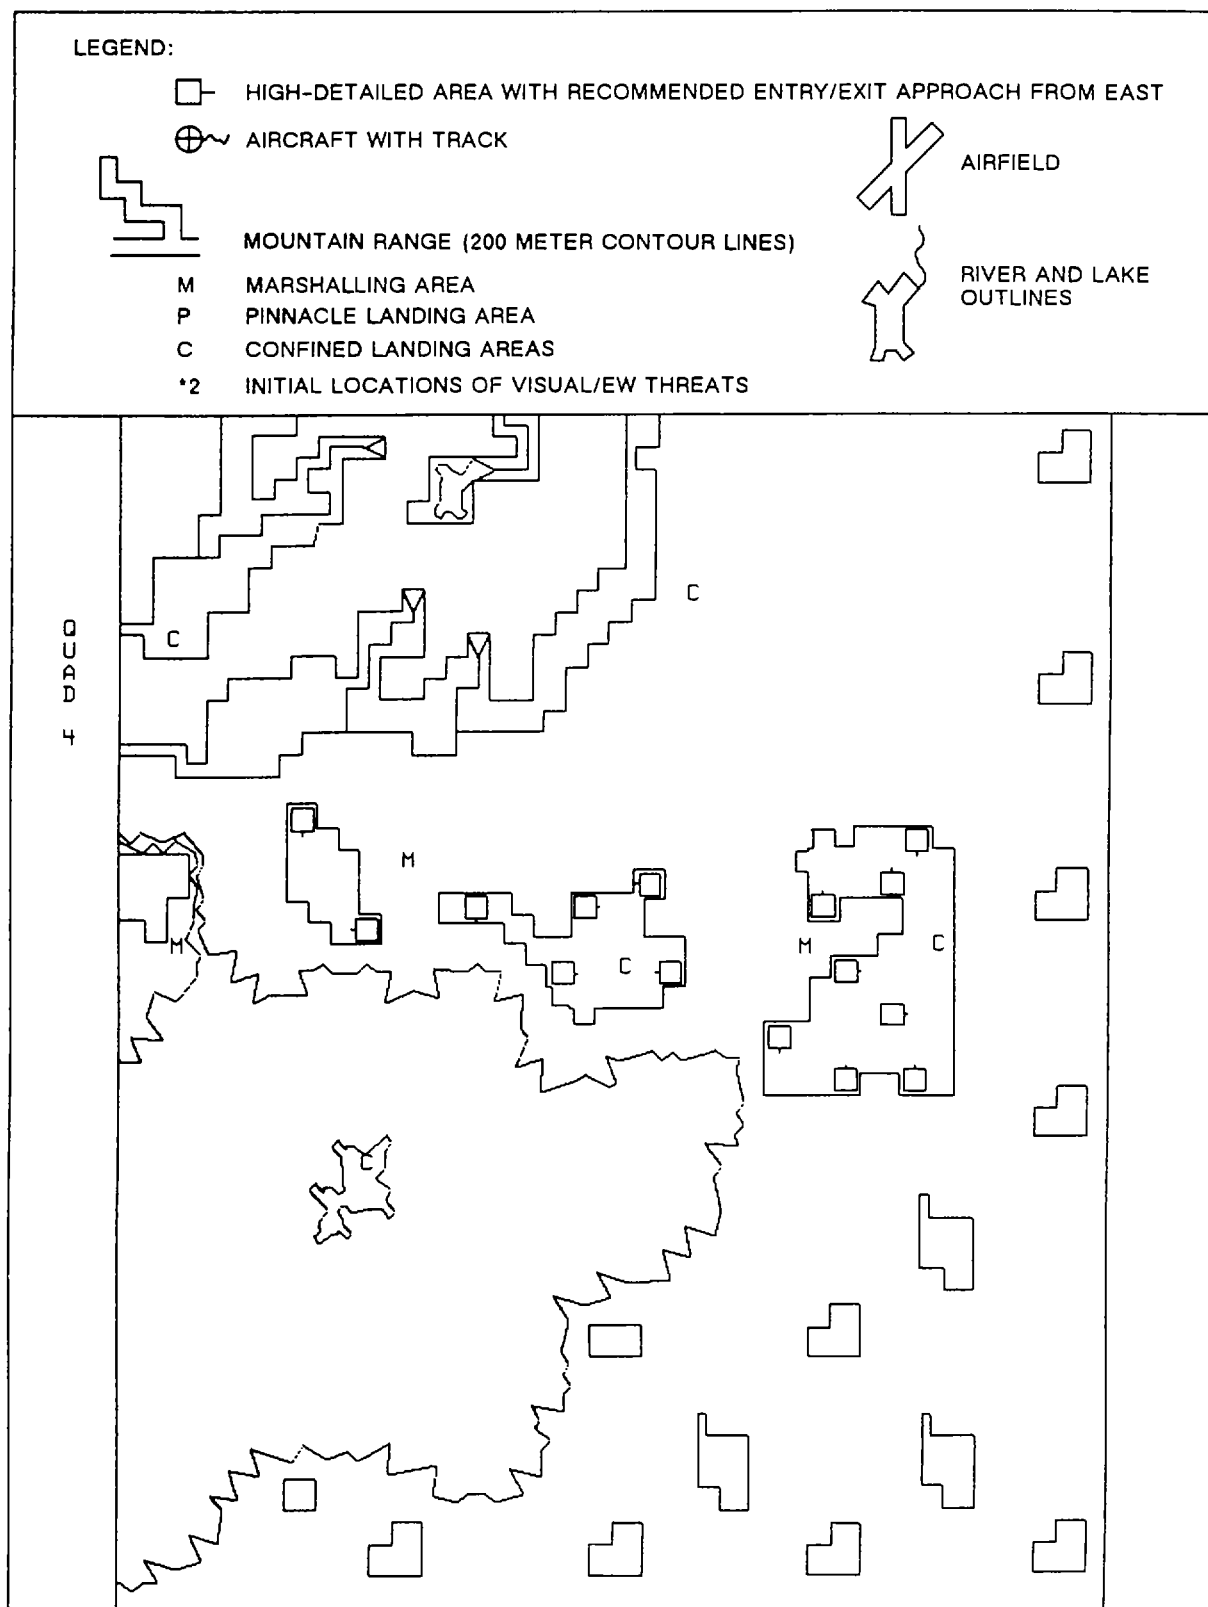 LEGEND:
HIGH-DETAILED AREA WITH RECOMMENDED ENTRY/EXIT APPROACH FROM EAST
AIRCRAFT WITH TRACK
AIRFIELD
MOUNTAIN RANGE (200 METER CONTOUR LINES)
M MARSHALLING AREA
RIVER AND LAKE
OUTLINES
P PINNACLE LANDING AREA
C CONFINED LANDING AREAS
*2 INITIAL LOCATIONS OF VISUAL/EW THREATS
QUAD 4
C
C
M
M
C
M
C
C